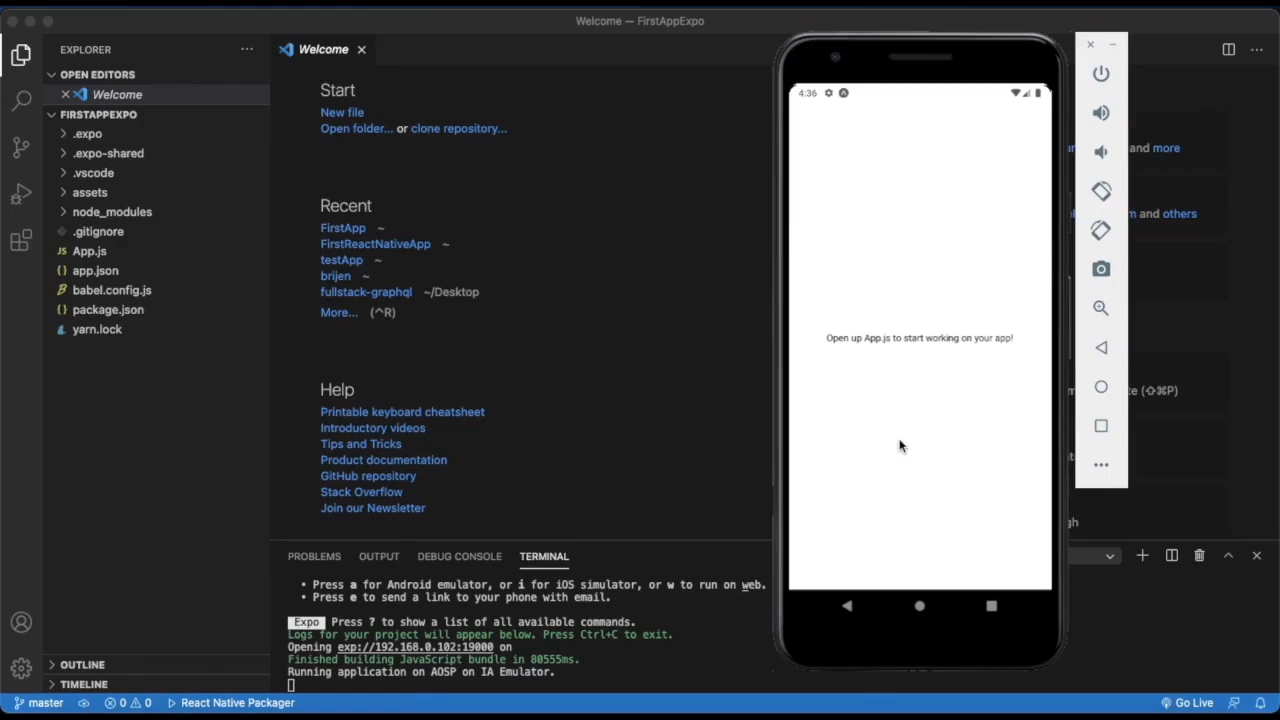 Welcome — FirstAppExpo
EXPLORER
OPEN EDITORS
Welcome
FIRSTAPPEXPO
.expo
.expo-shared
.vscode
assets
node_modules
.gitignore
JS App.js
{} app.json
babel.config.js
{} package.json
yarn.lock
OUTLINE
TIMELINE
Welcome
Start
New file
Open folder... or clone repository...
Recent
FirstApp ~
FirstReactNativeApp ~
testApp ~
brijen ~
fullstack-graphql ~/Desktop
More... (^R)
Help
Printable keyboard cheatsheet
Introductory videos
Tips and Tricks
Product documentation
GitHub repository
Stack Overflow
Join our Newsletter
4:36
Open up App.js to start working on your app!
and more
and others
(⇧⌘P)
PROBLEMS OUTPUT DEBUG CONSOLE TERMINAL
• Press a for Android emulator, or i for iOS simulator, or w to run on web.
• Press e to send a link to your phone with email.
Expo Press ? to show a list of all available commands.
Logs for your project will appear below. Press Ctrl+C to exit.
Opening exp://192.168.0.102:19000 on
Finished building JavaScript bundle in 80555ms.
Running application on AOSP on IA Emulator.
master 0 0 React Native Packager Go Live